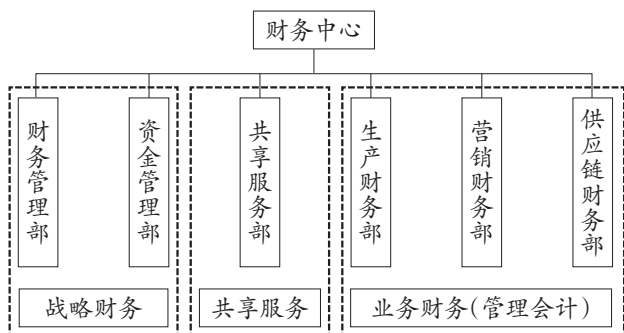 财务中心
财务管理部
资金管理部
共享服务部
生产财务部
营销财务部
供应链财务部
战略财务
共享服务
业务财务(管理会计)